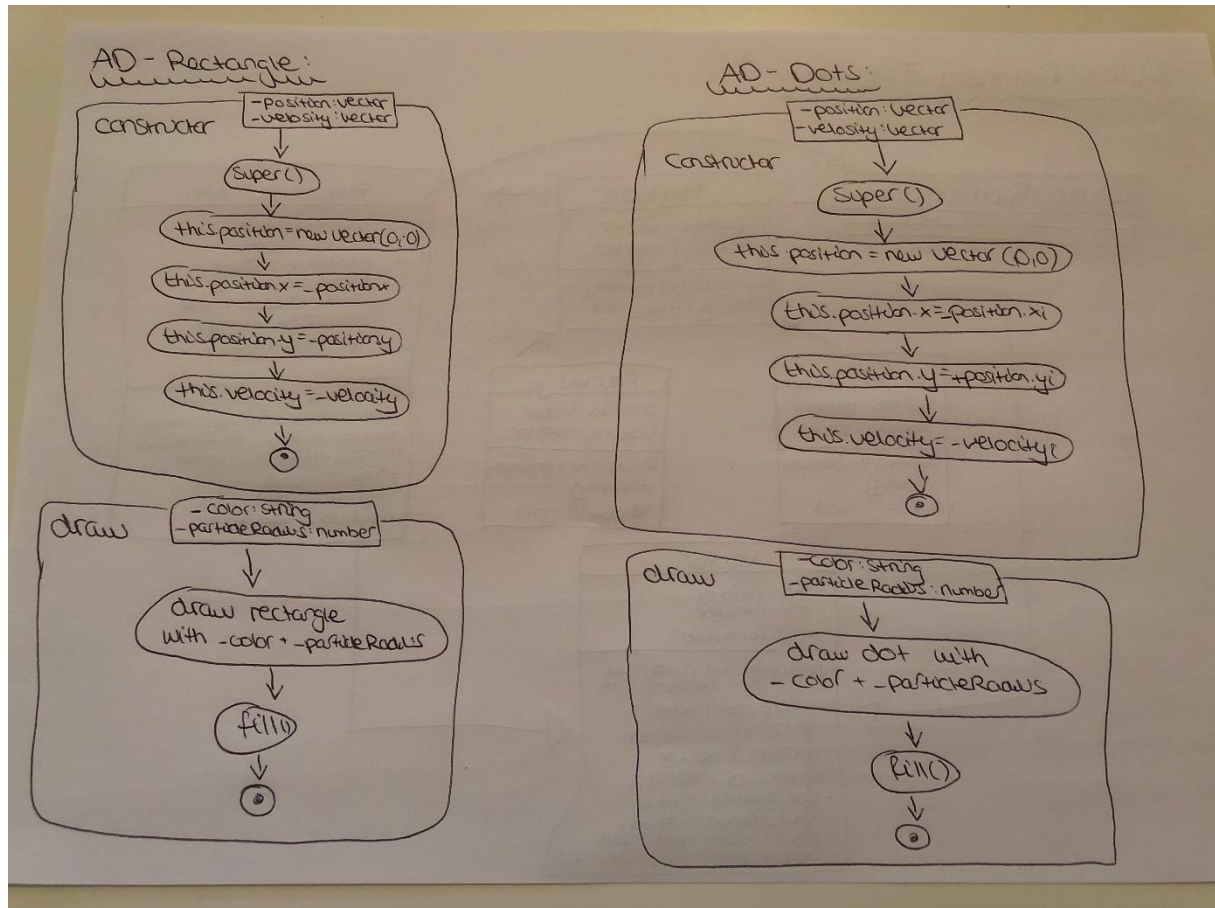 AD - Rectangle:
-position:vector
-velosity:vector
constructor
super()
this.position=new vector(0,0)
this.position.x=_position.x
this.position.y=_position.y
this.velocity=_velocity
-color:string
-particleRadius:number
draw
draw rectangle
with _color + _particleRadius
fill()
AD - Dots:
-position:vector
-velosity:vector
Constructor
super()
this.position = new vector (0,0)
this.position.x=_position.x;
this.position.y=+position.y;
this.velocity= -velocity;
-color:string
-particleRadius:number
draw
draw dot with
_color + _particleRadius
fill()